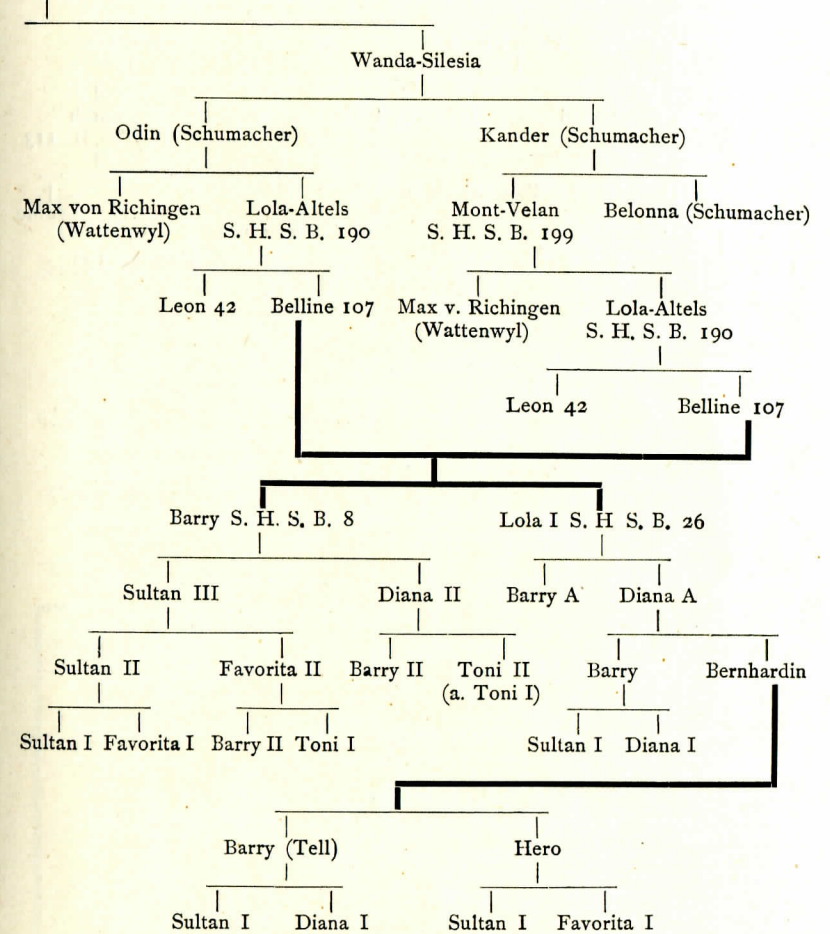 Wanda-Silesia
Odin (Schumacher) Kander (Schumacher)
Max von Richingen Lola-Altels Mont-Velan Belonna (Schumacher)
(Wattenwyl) S. H. S. B. 190 S. H. S. B. 199
Leon 42 Belline 107 Max v. Richingen Lola-Altels
(Wattenwyl) S. H. S. B. 190
Leon 42 Belline 107
Barry S. H. S. B. 8 Lola I S. H S. B. 26
Sultan III Diana II Barry A Diana A
Sultan II Favorita II Barry II Toni II Barry Bernhardin
(a. Toni I)
Sultan I Favorita I Barry II Toni I Sultan I Diana I
Barry (Tell) Hero
Sultan I Diana I Sultan I Favorita I